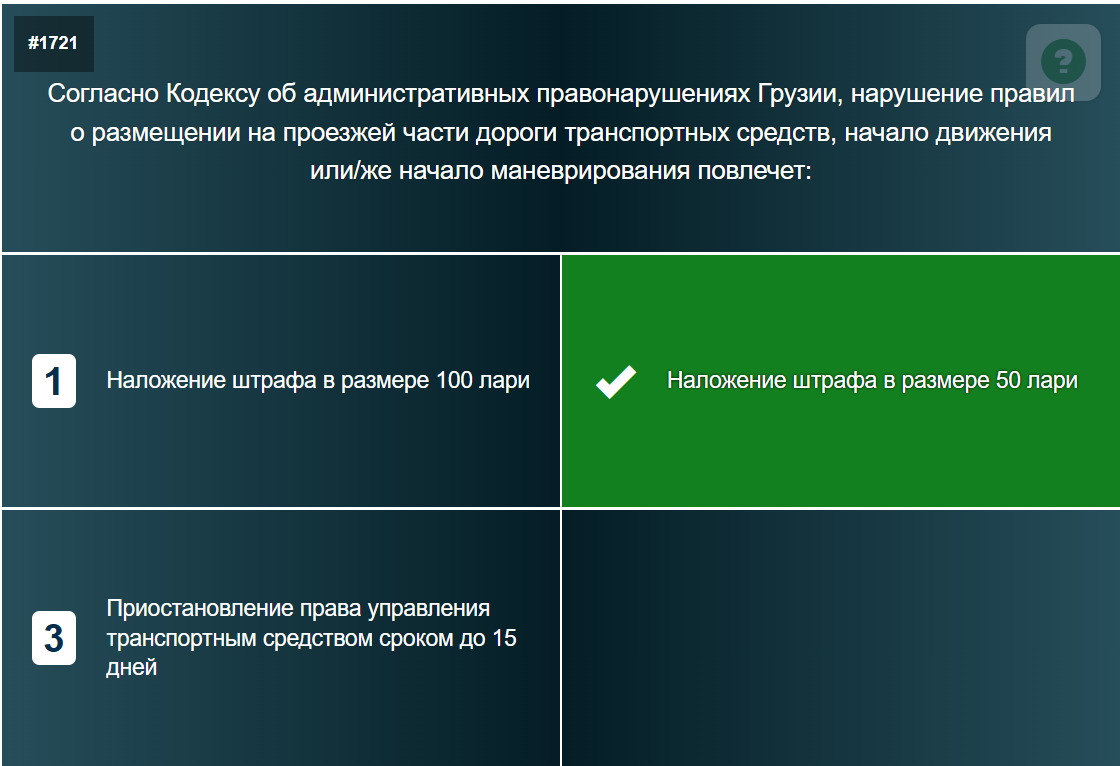 #1721
?
Согласно Кодексу об административных правонарушениях Грузии, нарушение правил
о размещении на проезжей части дороги транспортных средств, начало движения
или/же начало маневрирования повлечет:
1 Наложение штрафа в размере 100 лари
Наложение штрафа в размере 50 лари
3 Приостановление права управления
транспортным средством сроком до 15
дней